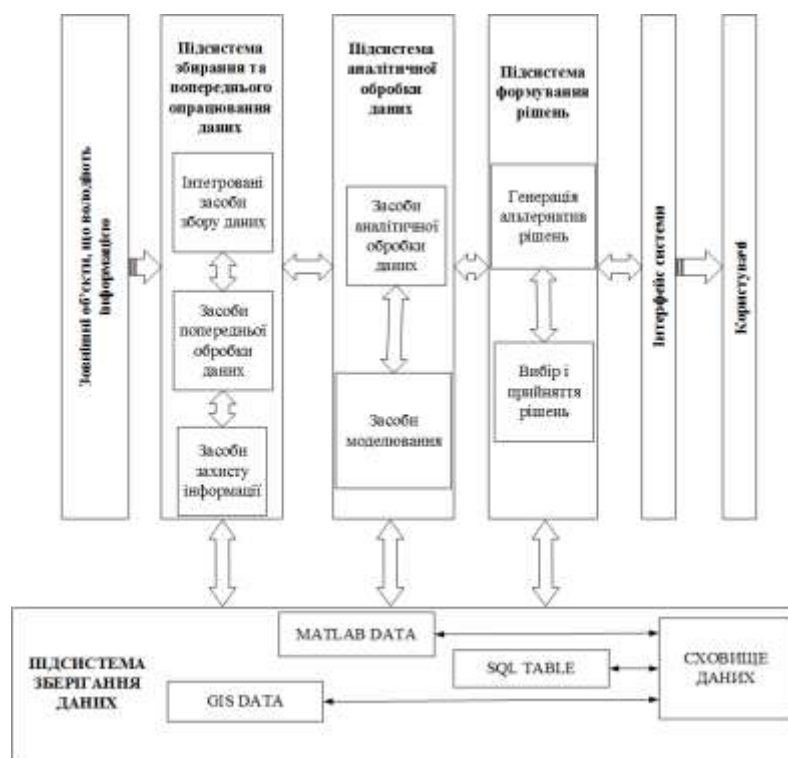 Зовнішні об’єкти, що володіють
інформацією
Підсистема
збирання та
попереднього
опрацювання
даних
Інтегровані
засоби
збору даних
Засоби
попередньої
обробки
даних
Засоби
захисту
інформації
Підсистема
аналітичної
обробки
даних
Засоби
аналітичної
обробки
даних
Засоби
моделювання
Підсистема
формування
рішень
Генерація
альтернатив
рішень
Вибір і
прийняття
рішень
Інтерфейс системи
Користувачі
ПІДСИСТЕМА
ЗБЕРІГАННЯ
ДАНИХ
MATLAB DATA
SQL TABLE
GIS DATA
СХОВИЩЕ
ДАНИХ